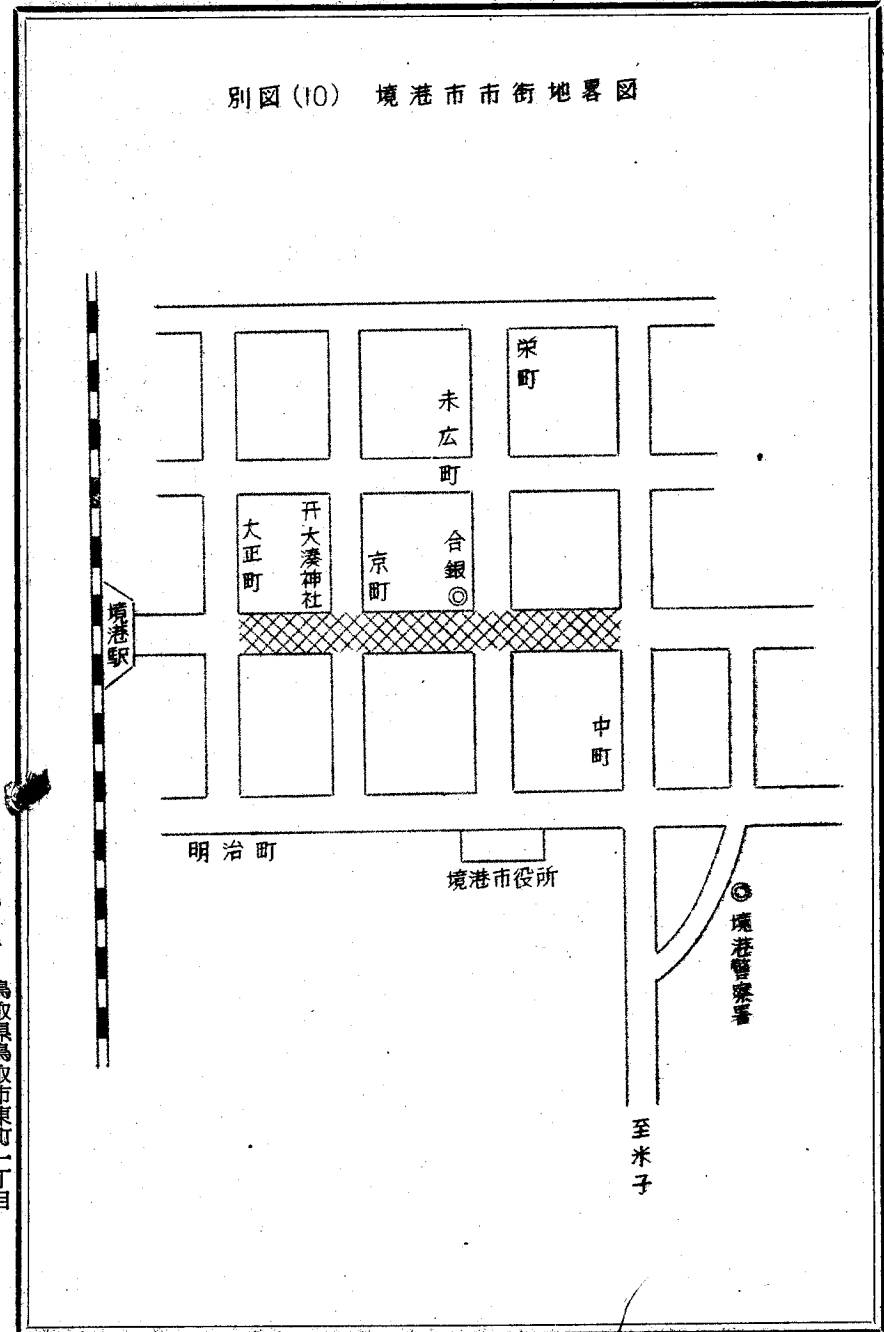 別図(10) 境港市市街地畧図
栄町
末広町
大正町
大湊神社
京町
合銀
境港駅
中町
明治町
境港市役所
境港警察署
至米子
鳥取県鳥取市東町一丁目